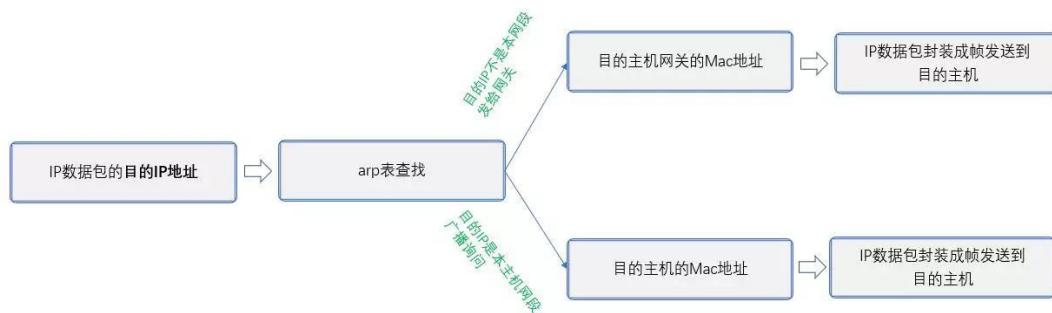 IP数据包的目的IP地址
arp表查找
目的IP不是本网段
发给网关
目的主机网关的Mac地址
IP数据包封装成帧发送到
目的主机
目的IP是本主机网段
广播询问
目的主机的Mac地址
IP数据包封装成帧发送到
目的主机